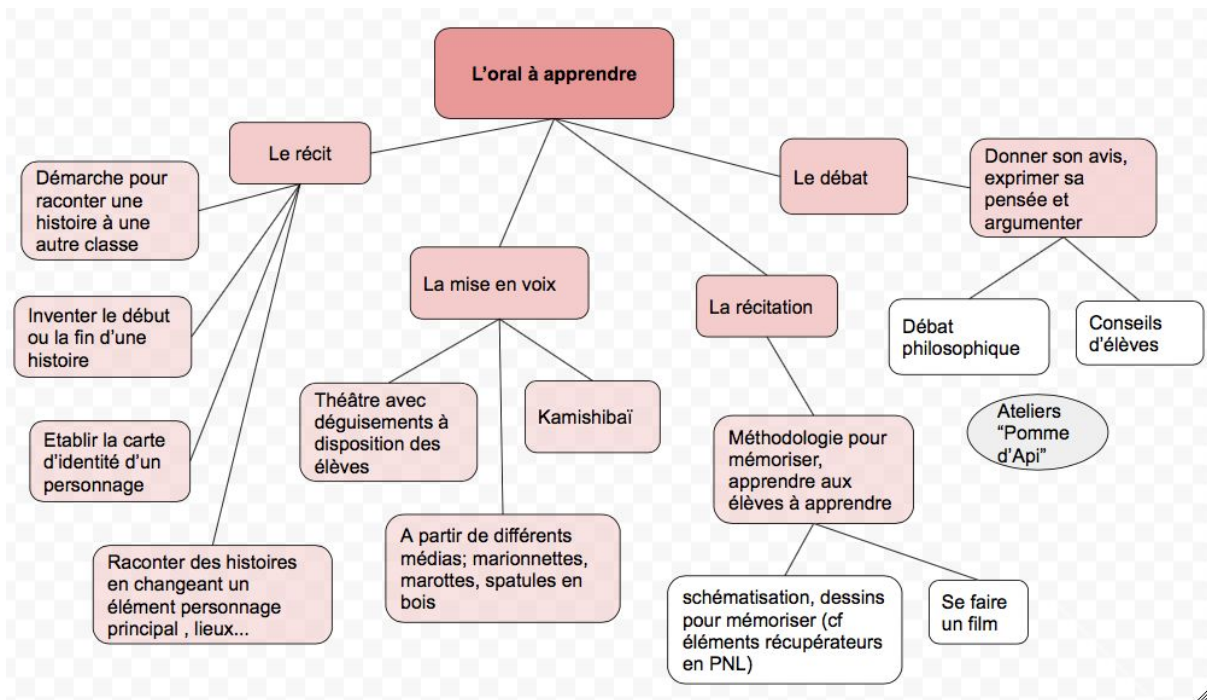 L'oral à apprendre
Le récit
Démarche pour
raconter une
histoire à une
autre classe
Inventer le début
ou la fin d'une
histoire
Etablir la carte
d'identité d'un
personnage
Raconter des histoires
en changeant un
élément personnage
principal , lieux...
La mise en voix
Théâtre avec
déguisements à
disposition des
élèves
Kamishibaï
A partir de différents
médias; marionnettes,
marottes, spatules en
bois
La récitation
Méthodologie pour
mémoriser,
apprendre aux
élèves à apprendre
schématisation, dessins
pour mémoriser (cf
éléments récupérateurs
en PNL)
Se faire
un film
Le débat
Donner son avis,
exprimer sa
pensée et
argumenter
Débat
philosophique
Conseils
d'élèves
Ateliers
“Pomme
d'Api”